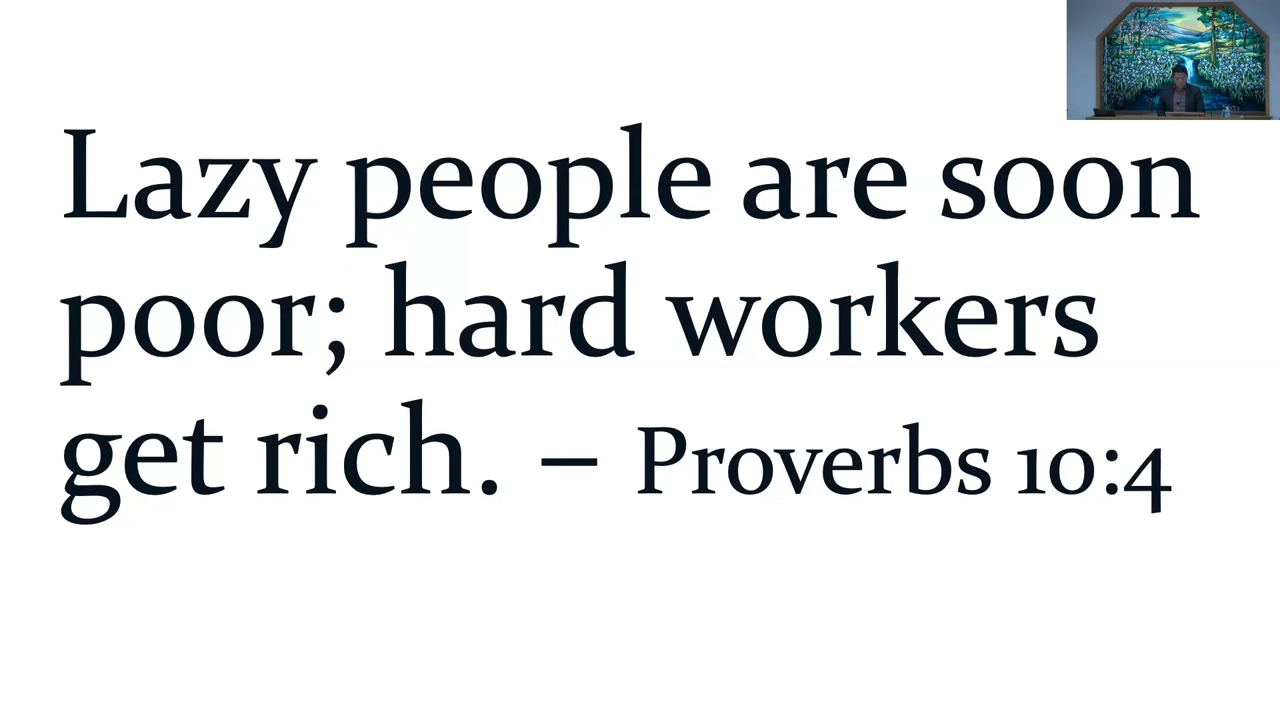 Lazy people are soon
poor; hard workers
get rich. – Proverbs 10:4